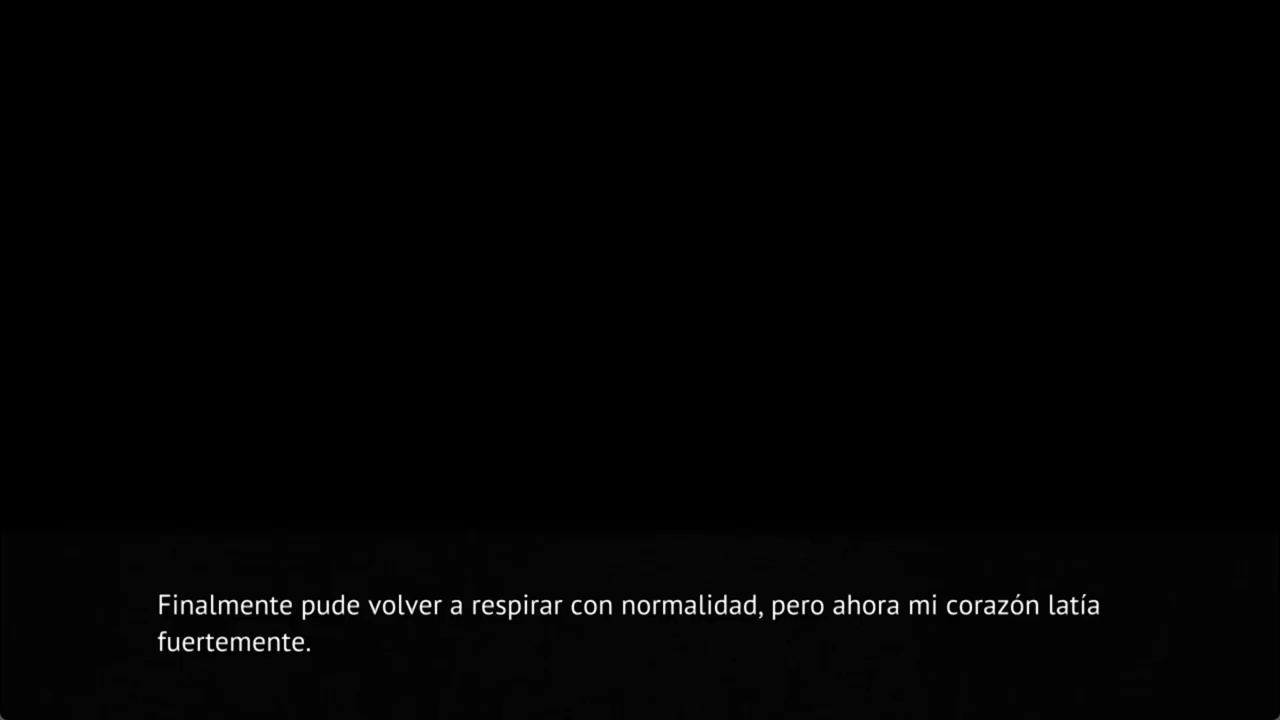 Finalmente pude volver a respirar con normalidad, pero ahora mi corazón latía
fuertemente.